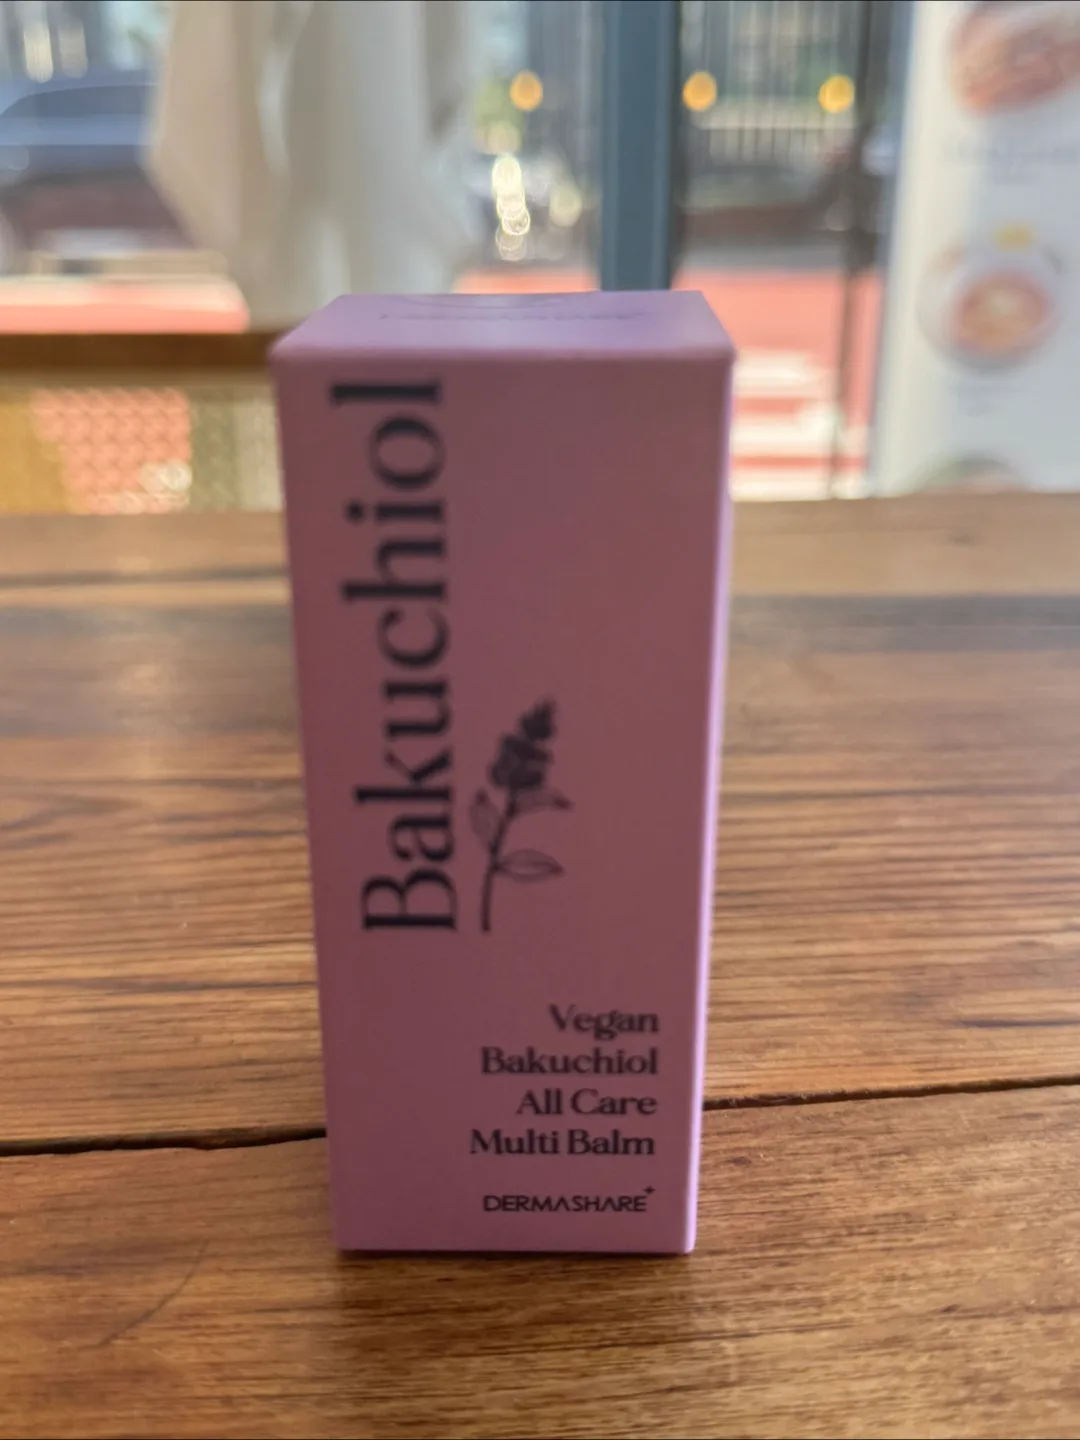 Bakuchiol
Vegan
Bakuchiol
All Care
Multi Balm
DERMASHARE+